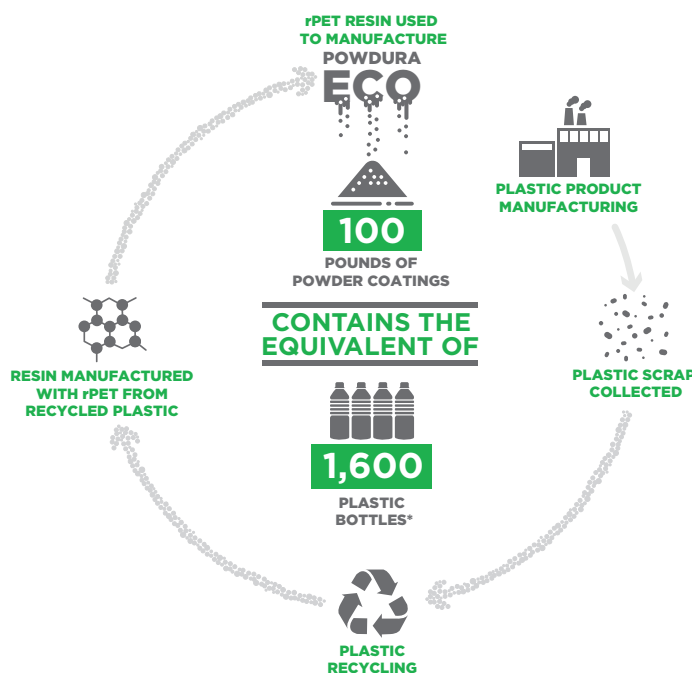 rPET RESIN USED
TO MANUFACTURE
POWDURA
ECO
100
POUNDS OF
POWDER COATINGS
CONTAINS THE
EQUIVALENT OF
1,600
PLASTIC
BOTTLES*
PLASTIC PRODUCT
MANUFACTURING
PLASTIC SCRAP
COLLECTED
PLASTIC
RECYCLING
RESIN MANUFACTURED
WITH rPET FROM
RECYCLED PLASTIC